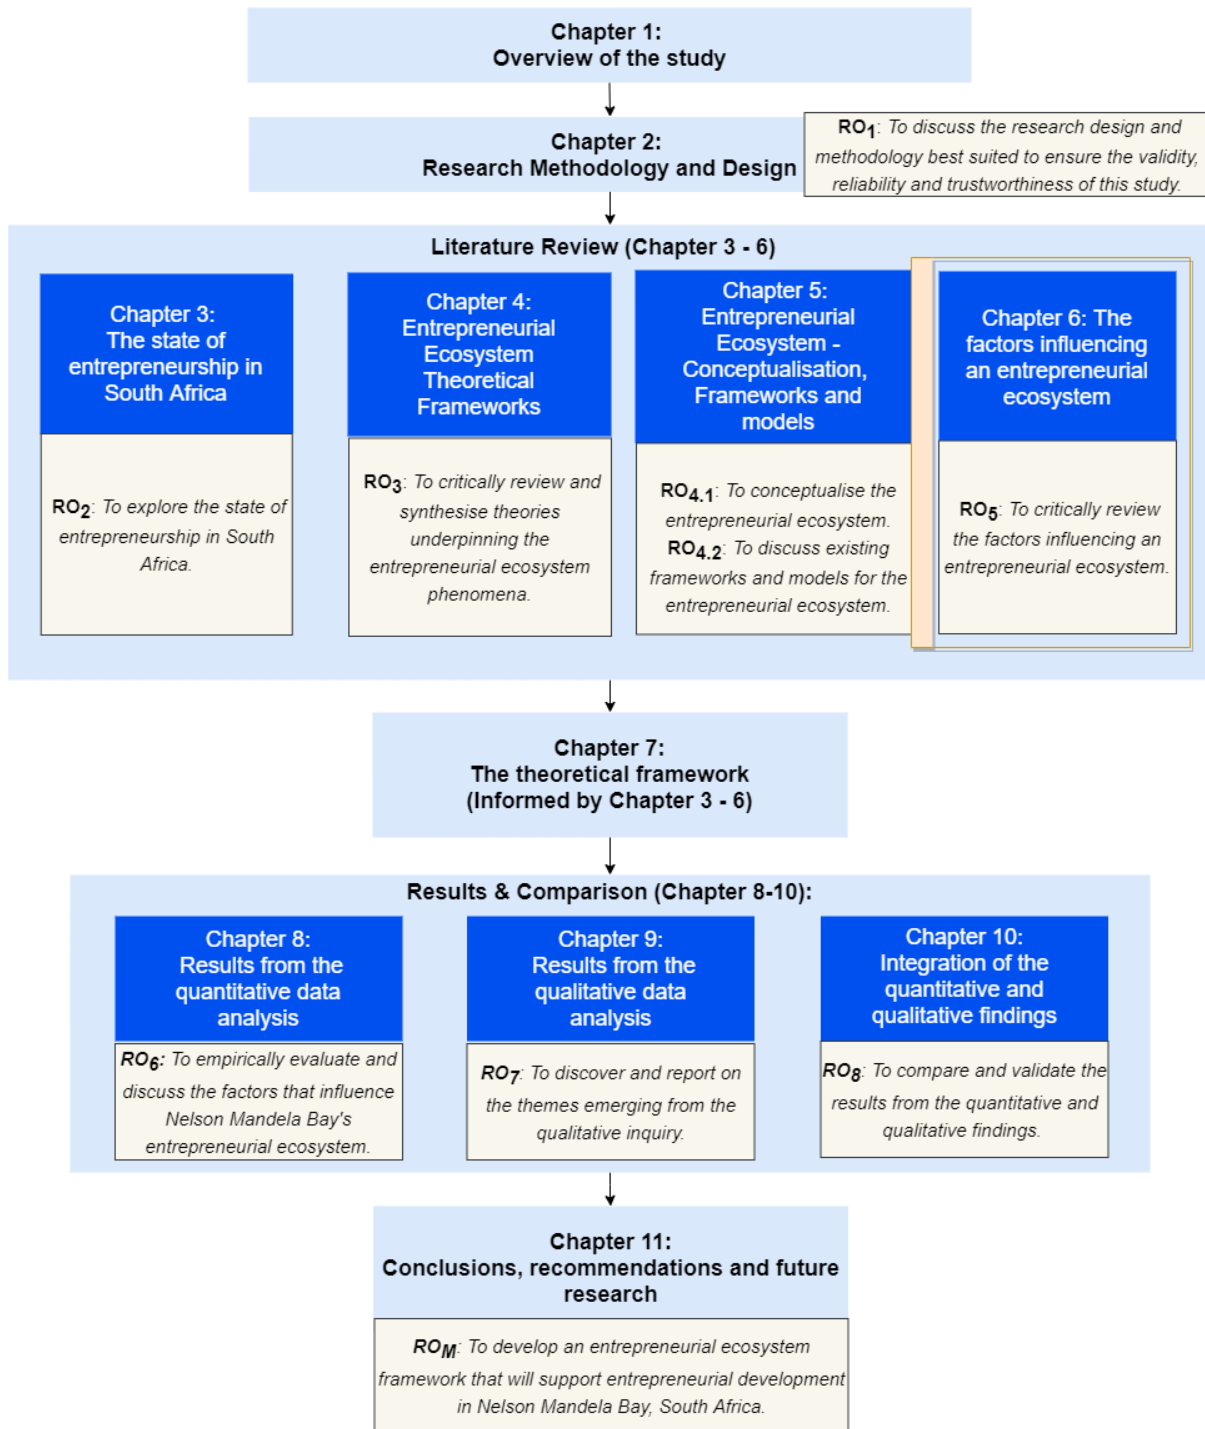 Chapter 1:
Overview of the study
Chapter 2:
Research Methodology and Design
RO1: To discuss the research design and
methodology best suited to ensure the validity,
reliability and trustworthiness of this study.
Literature Review (Chapter 3 - 6)
Chapter 3:
The state of
entrepreneurship in
South Africa
RO2: To explore the state of
entrepreneurship in South
Africa.
Chapter 4:
Entrepreneurial
Ecosystem
Theoretical
Frameworks
RO3: To critically review and
synthesise theories
underpinning the
entrepreneurial ecosystem
phenomena.
Chapter 5:
Entrepreneurial
Ecosystem -
Conceptualisation,
Frameworks and
models
RO4.1: To conceptualise the
entrepreneurial ecosystem.
RO4.2: To discuss existing
frameworks and models for the
entrepreneurial ecosystem.
Chapter 6: The
factors influencing
an entrepreneurial
ecosystem
RO5: To critically review
the factors influencing an
entrepreneurial ecosystem.
Chapter 7:
The theoretical framework
(Informed by Chapter 3 - 6)
Results & Comparison (Chapter 8-10):
Chapter 8:
Results from the
quantitative data
analysis
RO6: To empirically evaluate and
discuss the factors that influence
Nelson Mandela Bay's
entrepreneurial ecosystem.
Chapter 9:
Results from the
qualitative data
analysis
RO7: To discover and report on
the themes emerging from the
qualitative inquiry.
Chapter 10:
Integration of the
quantitative and
qualitative findings
RO8: To compare and validate the
results from the quantitative and
qualitative findings.
Chapter 11:
Conclusions, recommendations and future
research
ROM: To develop an entrepreneurial ecosystem
framework that will support entrepreneurial development
in Nelson Mandela Bay, South Africa.